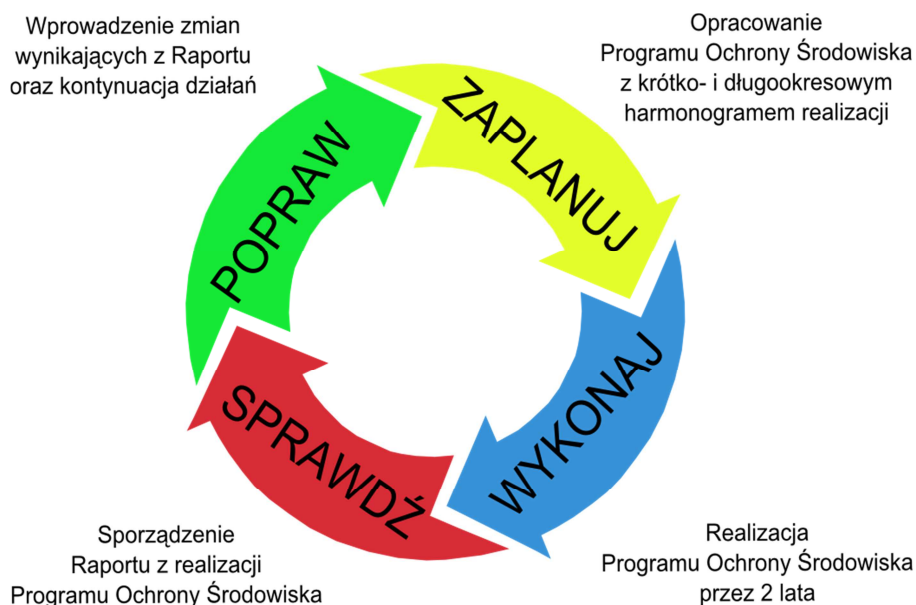 Wprowadzenie zmian
wynikających z Raportu
oraz kontynuacja działań
Opracowanie
Programu Ochrony Środowiska
z krótko- i długookresowym
harmonogramem realizacji
POPRAW
ZAPLANUJ
WYKONAJ
SPRAWDŹ
Sporządzenie
Raportu z realizacji
Programu Ochrony Środowiska
Realizacja
Programu Ochrony Środowiska
przez 2 lata